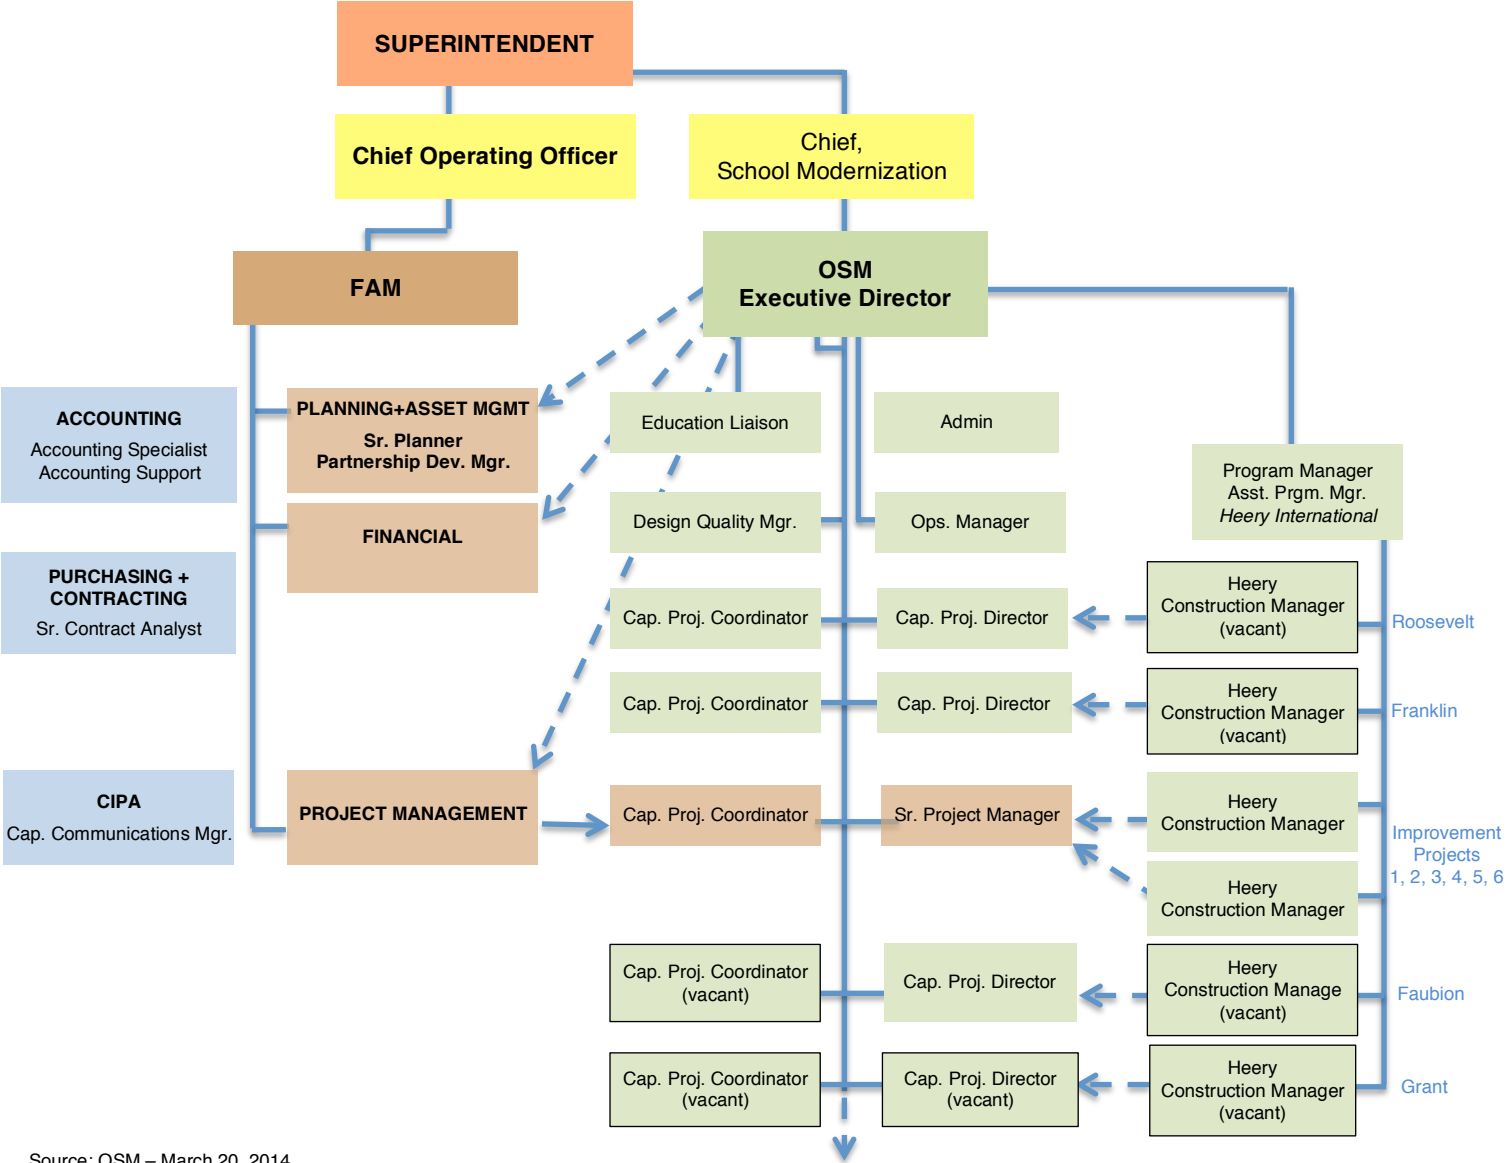 SUPERINTENDENT
Chief Operating Officer
Chief,
School Modernization
FAM
OSM
Executive Director
ACCOUNTING
Accounting Specialist
Accounting Support
PLANNING+ASSET MGMT
Sr. Planner
Partnership Dev. Mgr.
Education Liaison
Admin
Program Manager
Asst. Prgm. Mgr.
Heery International
FINANCIAL
Design Quality Mgr.
Ops. Manager
PURCHASING +
CONTRACTING
Sr. Contract Analyst
Cap. Proj. Coordinator
Cap. Proj. Director
Heery
Construction Manager
(vacant)
Roosevelt
Cap. Proj. Coordinator
Cap. Proj. Director
Heery
Construction Manager
(vacant)
Franklin
CIPA
Cap. Communications Mgr.
PROJECT MANAGEMENT
Cap. Proj. Coordinator
Sr. Project Manager
Heery
Construction Manager
Heery
Construction Manager
Improvement
Projects
1, 2, 3, 4, 5, 6
Cap. Proj. Coordinator
(vacant)
Cap. Proj. Director
Heery
Construction Manage
(vacant)
Faubion
Cap. Proj. Coordinator
(vacant)
Cap. Proj. Director
(vacant)
Heery
Construction Manager
(vacant)
Grant
Source: OSM – March 20, 2014